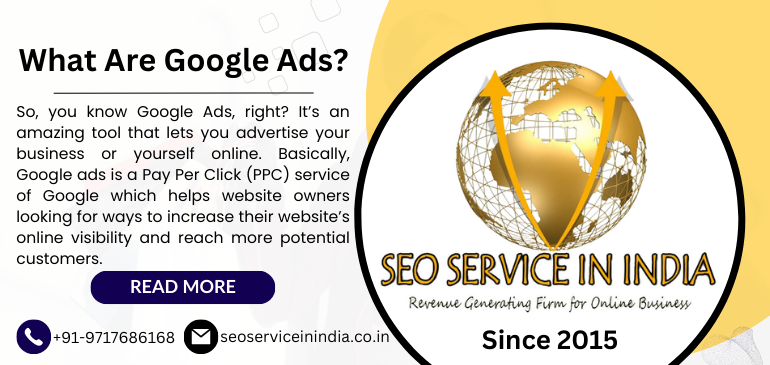 What Are Google Ads?
So, you know Google Ads, right? It's an
amazing tool that lets you advertise your
business or yourself online. Basically,
Google ads is a Pay Per Click (PPC) service
of Google which helps website owners
looking for ways to increase their website's
online visibility and reach more potential
customers.
READ MORE
+91-9717686168
seoserviceinindia.co.in
SEO SERVICE IN INDIA
Revenue Generating Firm for Online Business
Since 2015